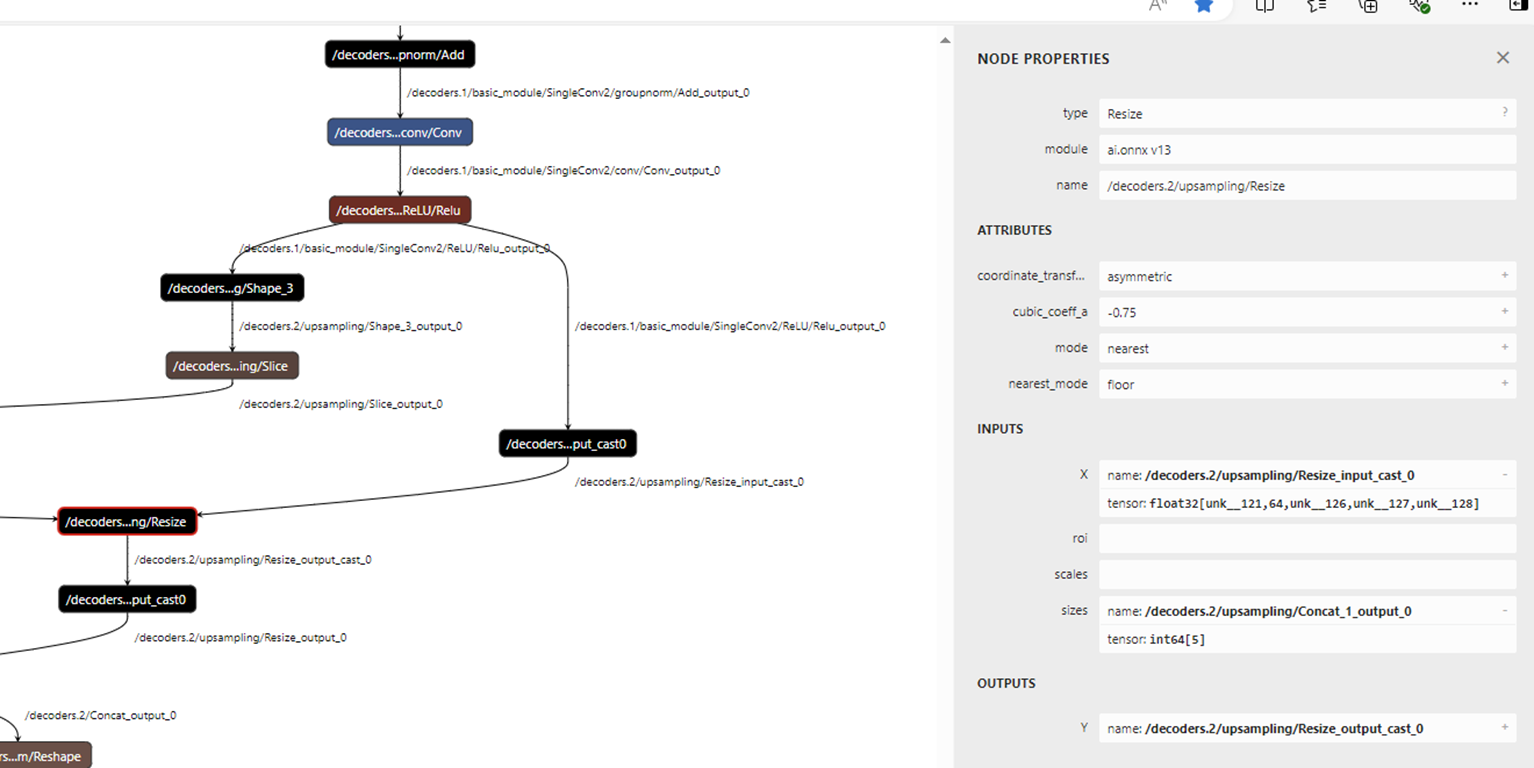 /decoders...pnorm/Add
/decoders.1/basic_module/SingleConv2/groupnorm/Add_output_0
/decoders...conv/Conv
/decoders.1/basic_module/SingleConv2/conv/Conv_output_0
/decoders...ReLU/Relu
/decoders.1/basic_module/SingleConv2/ReLU/Relu_output_0
/decoders...g/Shape_3
/decoders.2/upsampling/Shape_3_output_0
/decoders.1/basic_module/SingleConv2/ReLU/Relu_output_0
/decoders...ing/Slice
/decoders.2/upsampling/Slice_output_0
/decoders...put_cast0
/decoders.2/upsampling/Resize_input_cast_0
/decoders...ng/Resize
/decoders.2/upsampling/Resize_output_cast_0
/decoders...put_cast0
/decoders.2/upsampling/Resize_output_0
/decoders.2/Concat_output_0
rs...m/Reshape
NODE PROPERTIES
type Resize ?
module ai.onnx v13
name /decoders.2/upsampling/Resize
ATTRIBUTES
coordinate_transf... asymmetric +
cubic_coeff_a -0.75 +
mode nearest +
nearest_mode floor +
INPUTS
X name: /decoders.2/upsampling/Resize_input_cast_0 -
tensor: float32[unk__121,64,unk__126,unk__127,unk__128]
roi
scales
sizes name: /decoders.2/upsampling/Concat_1_output_0 -
tensor: int64[5]
OUTPUTS
Y name: /decoders.2/upsampling/Resize_output_cast_0 +